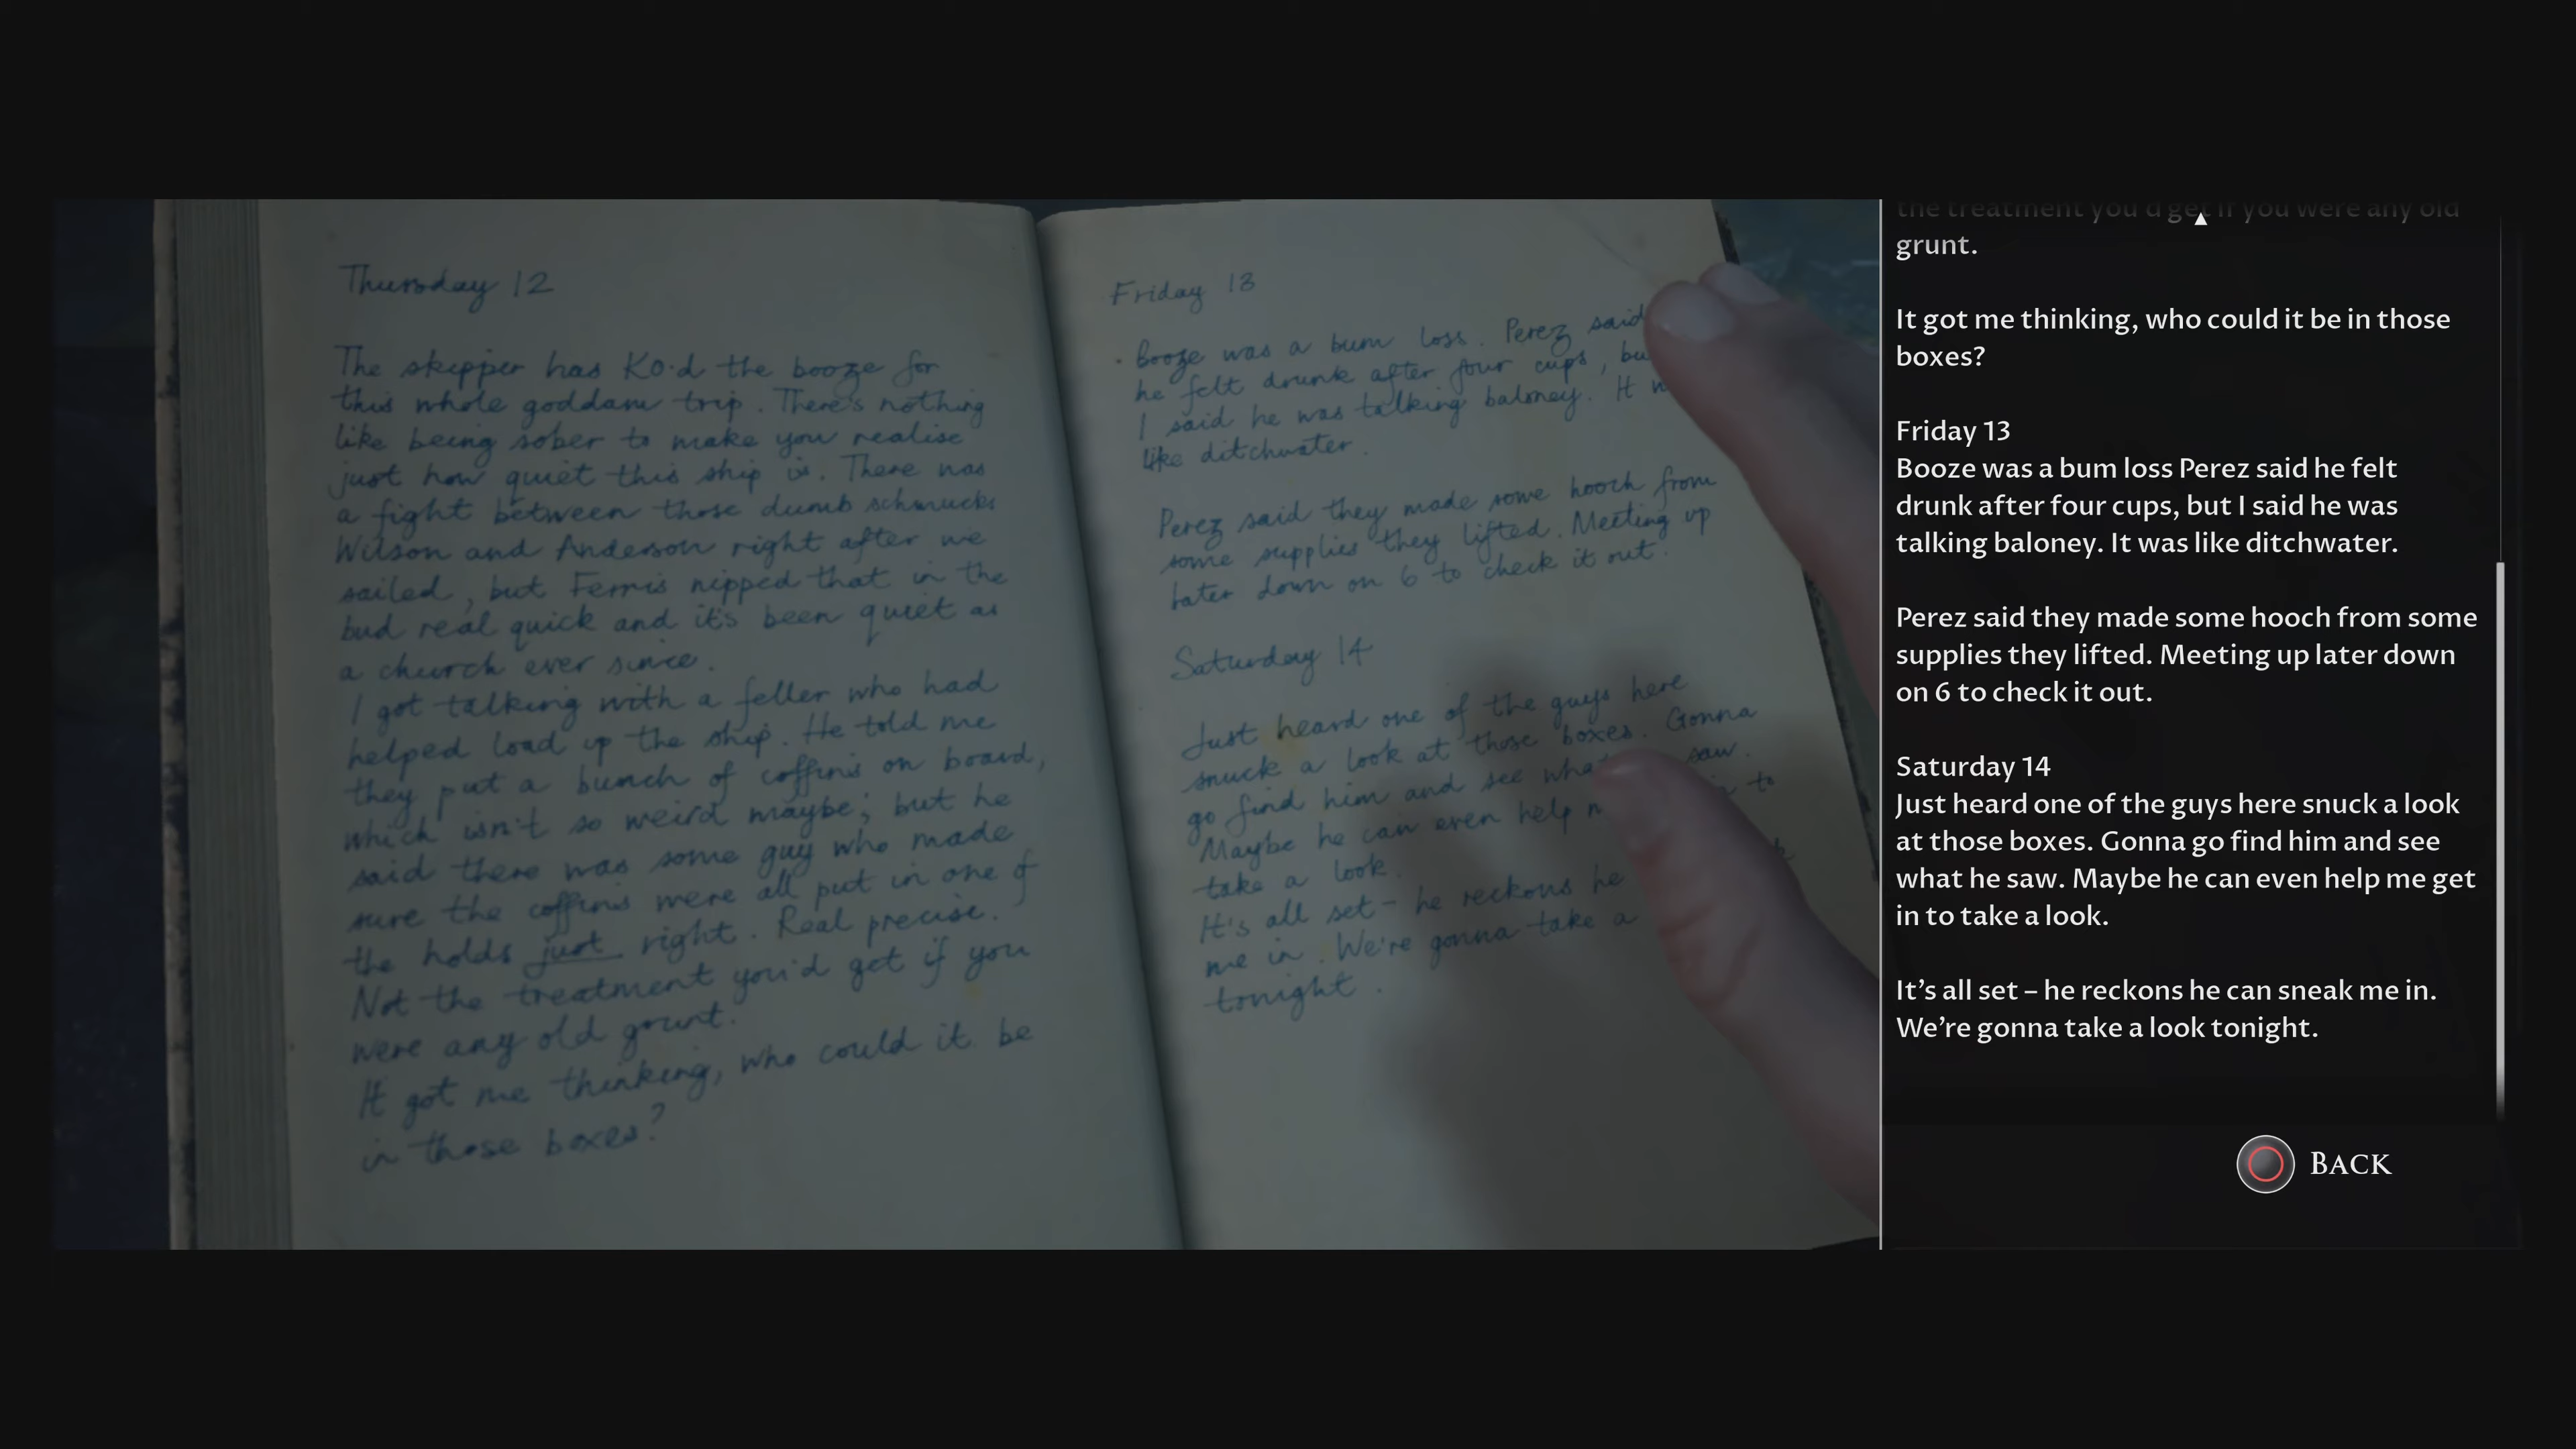 Thursday 12
The skipper has KO.d the booze for
this whole goddam trip. There's nothing
like being sober to make you realise
just how quiet this ship is. There was
a fight between those dumb schmucks
Wilson and Anderson right after we
sailed, but Ferris nipped that in the
bud real quick and it's been quiet as
a church ever since.
I got talking with a feller who had
helped load up the ship. He told me
they put a bunch of coffins on board,
which isn't so weird maybe; but he
said there was some guy who made
sure the coffins were all put in one of
the holds just right. Real precise.
Not the treatment you'd get if you
were any old grunt.
It got me thinking, who could it be
in those boxes?
Friday 13
Booze was a bum loss. Perez said
he felt drunk after four cups, bu
I said he was talking baloney. It w
like ditchwater.
Perez said they made some hooch from
some supplies they lifted. Meeting up
later down on 6 to check it out.
Saturday 14
Just heard one of the guys here
snuck a look at those boxes. Gonna
go find him and see what saw.
Maybe he can even help to
take a look.
It's all set - he reckons he
me in. We're gonna take a
tonight.
the treatment you'd get if you were any old
grunt.
It got me thinking, who could it be in those
boxes?
Friday 13
Booze was a bum loss Perez said he felt
drunk after four cups, but I said he was
talking baloney. It was like ditchwater.
Perez said they made some hooch from some
supplies they lifted. Meeting up later down
on 6 to check it out.
Saturday 14
Just heard one of the guys here snuck a look
at those boxes. Gonna go find him and see
what he saw. Maybe he can even help me get
in to take a look.
It's all set – he reckons he can sneak me in.
We're gonna take a look tonight.
BACK